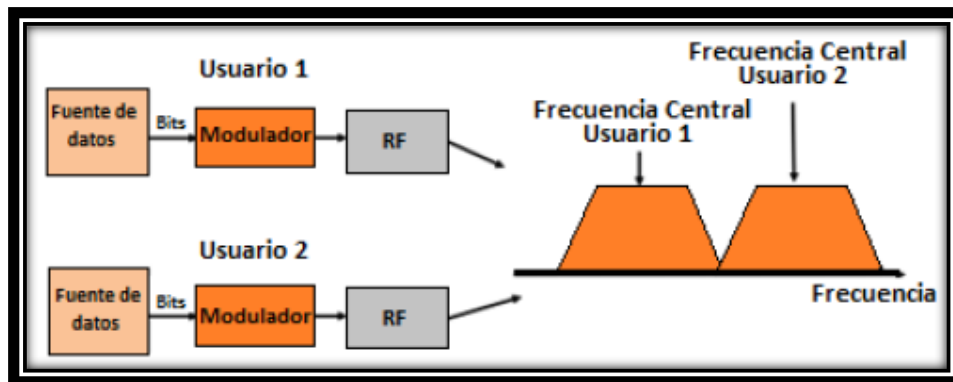 Usuario 1
Fuente de
datos
Bits
Modulador
RF
Usuario 2
Fuente de
datos
Bits
Modulador
RF
Frecuencia Central
Usuario 1
Frecuencia Central
Usuario 2
Frecuencia